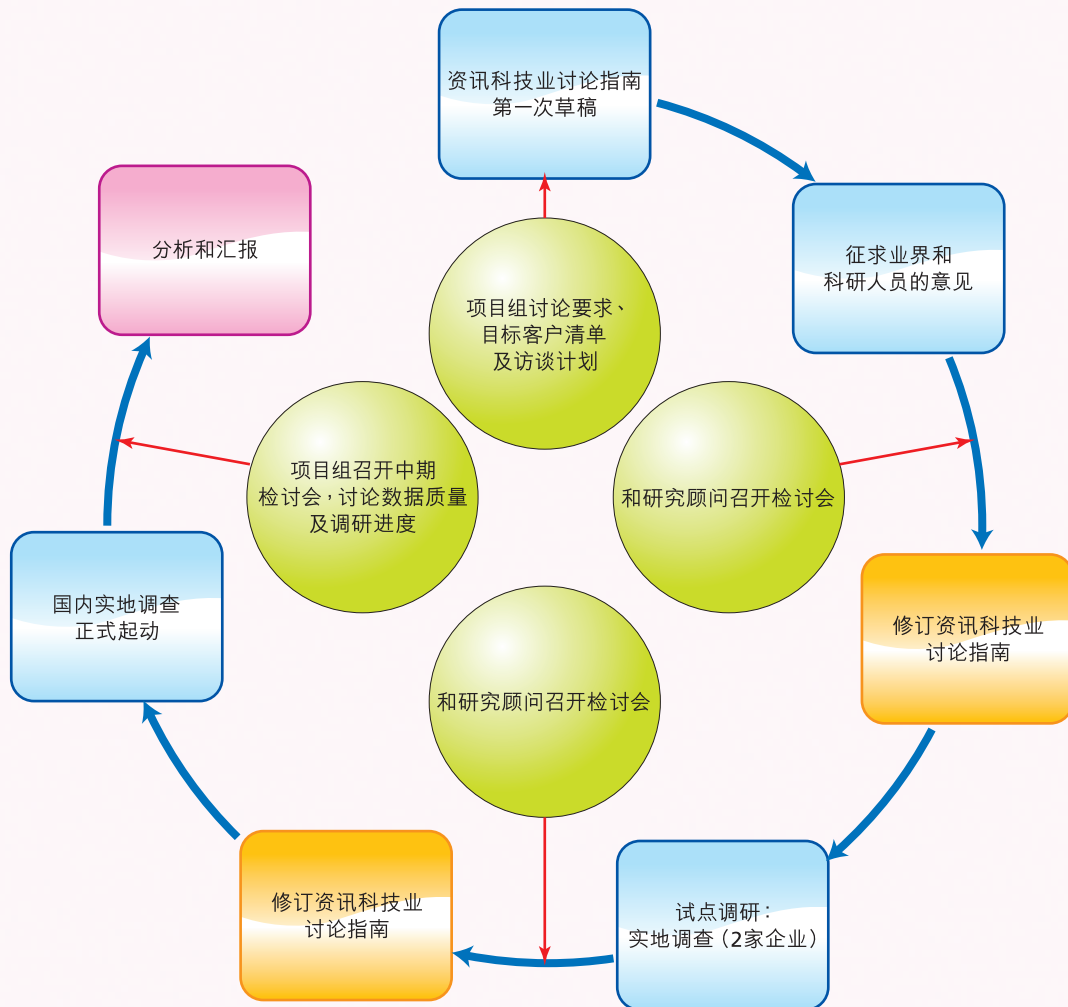 资讯科技业讨论指南
第一次草稿
征求业界和
科研人员的意见
修订资讯科技业
讨论指南
试点调研：
实地调查（2家企业）
修订资讯科技业
讨论指南
国内实地调查
正式起动
分析和汇报
项目组讨论要求、
目标客户清单
及访谈计划
和研究顾问召开检讨会
和研究顾问召开检讨会
项目组召开中期
检讨会，讨论数据质量
及调研进度